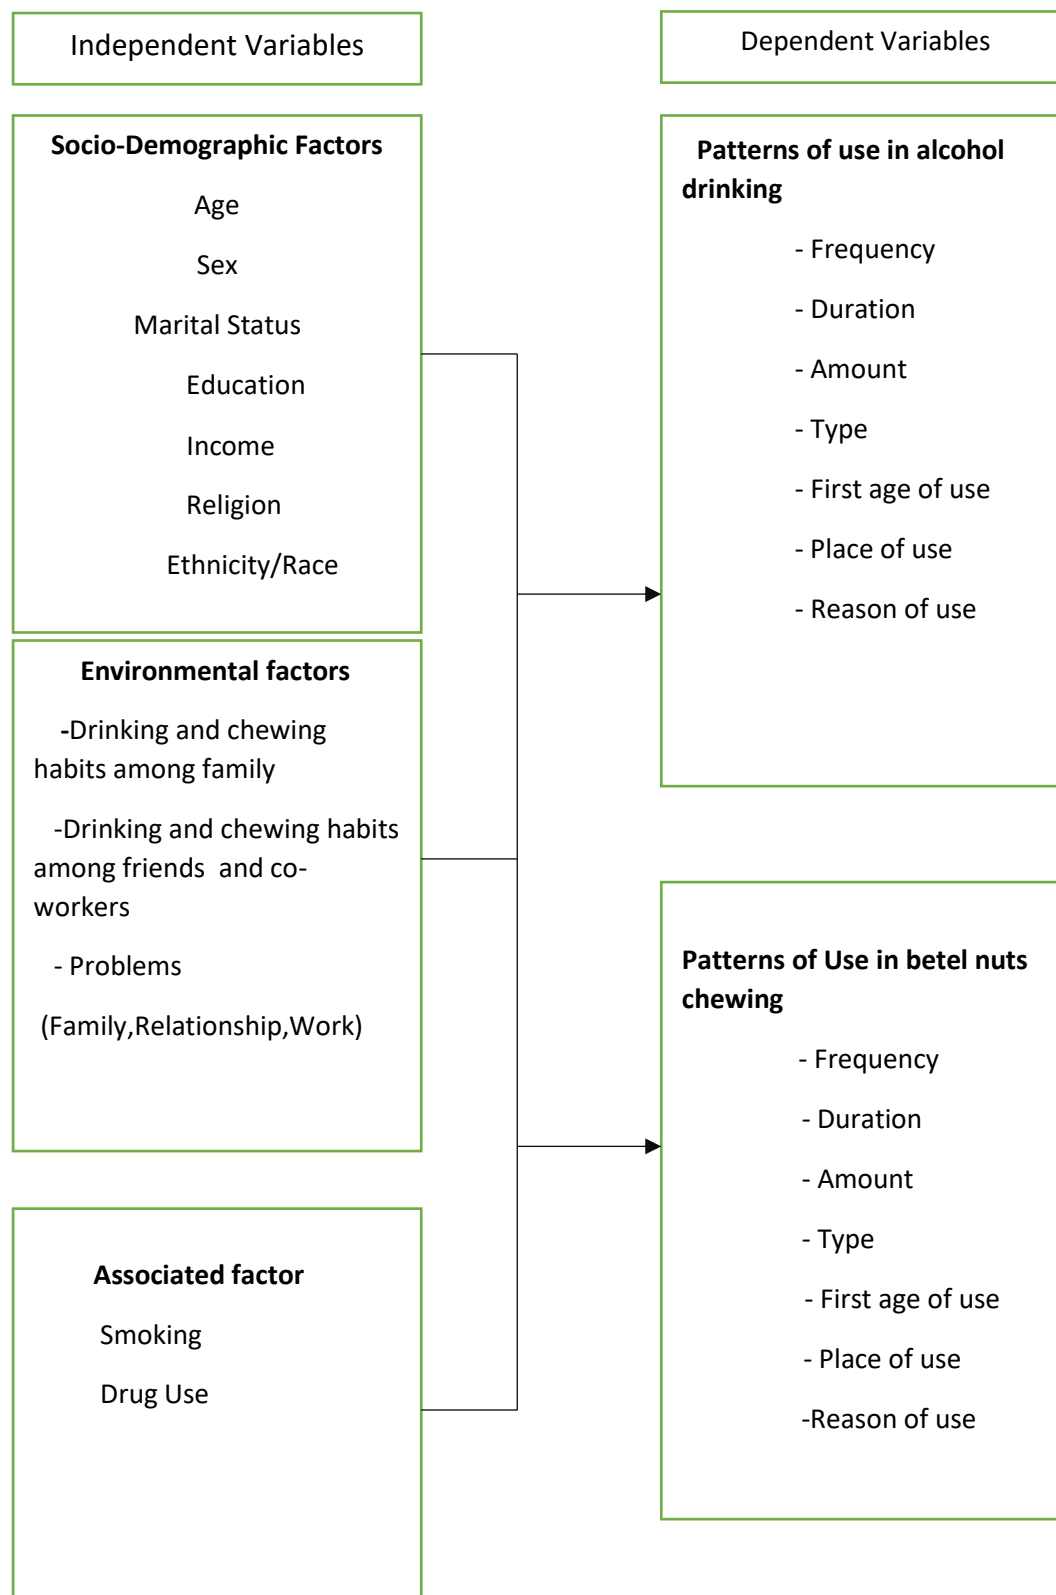 Independent Variables
Dependent Variables
Socio-Demographic Factors
Age
Sex
Marital Status
Education
Income
Religion
Ethnicity/Race
Environmental factors
-Drinking and chewing
habits among family
-Drinking and chewing habits
among friends and co-
workers
- Problems
(Family,Relationship,Work)
Associated factor
Smoking
Drug Use
Patterns of use in alcohol
drinking
- Frequency
- Duration
- Amount
- Type
- First age of use
- Place of use
- Reason of use
Patterns of Use in betel nuts
chewing
- Frequency
- Duration
- Amount
- Type
- First age of use
- Place of use
-Reason of use